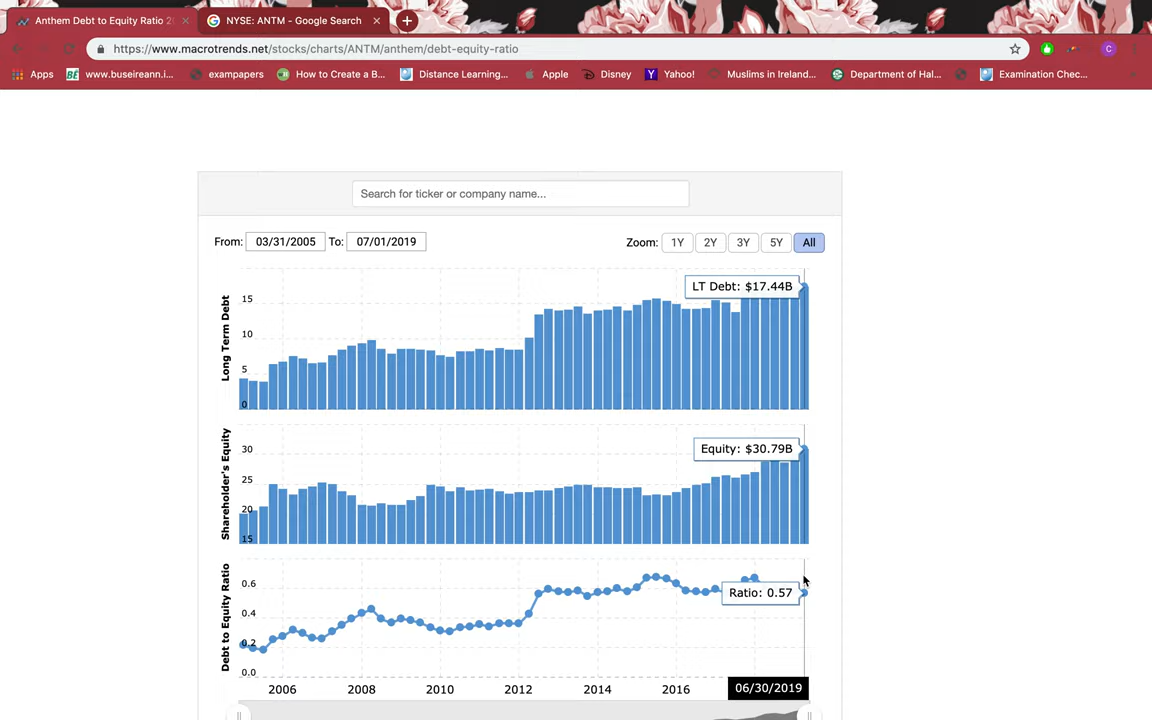 Anthem Debt to Equity Ratio 2
NYSE: ANTM - Google Search
https://www.macrotrends.net/stocks/charts/ANTM/anthem/debt-equity-ratio
C
Apps
BÉ www.buseireann.i...
exampapers
How to Create a B...
Distance Learning...
Apple
Disney
Y Yahoo!
Muslims in Ireland...
Department of Hal...
Examination Chec...
Search for ticker or company name...
From: 03/31/2005 To: 07/01/2019
Zoom: 1Y 2Y 3Y 5Y All
Long Term Debt
15
10
5
0
LT Debt: $17.44B
Shareholder's Equity
30
25
20
15
Equity: $30.79B
Debt to Equity Ratio
0.6
0.4
0.2
0.0
Ratio: 0.57
2006 2008 2010 2012 2014 2016 06/30/2019